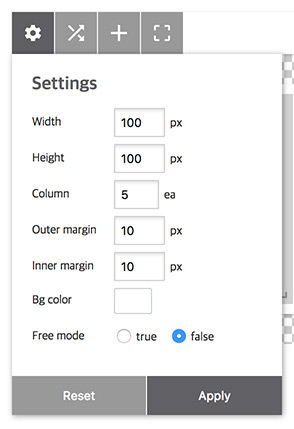 Settings
Width 100 px
Height 100 px
Column 5 ea
Outer margin 10 px
Inner margin 10 px
Bg color
Free mode true false
Reset Apply